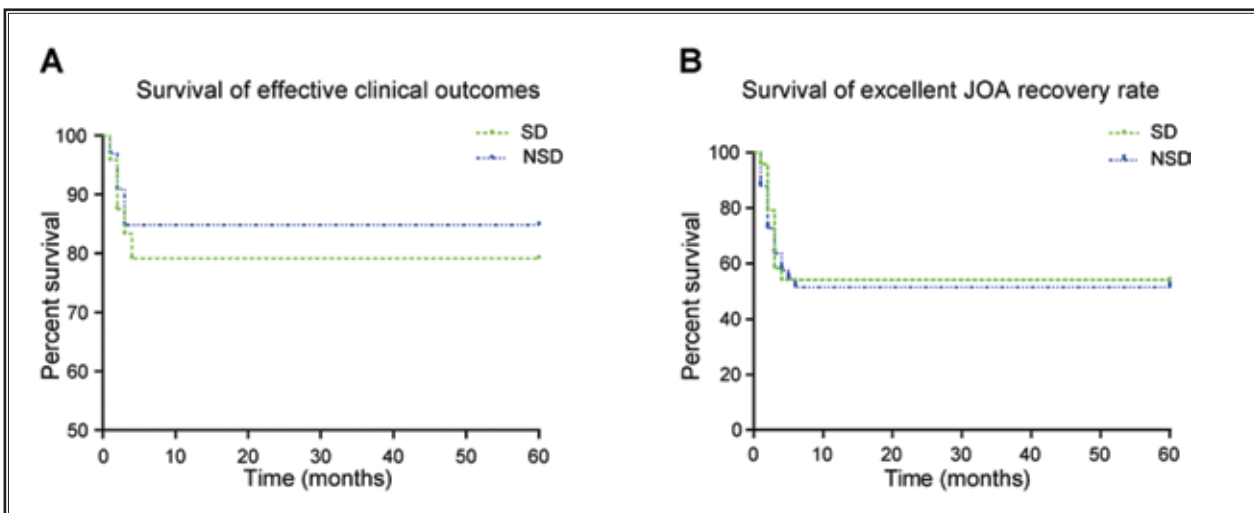 A
Survival of effective clinical outcomes
SD
NSD
Percent survival
100
90
80
70
60
50
0 10 20 30 40 50 60
Time (months)
B
Survival of excellent JOA recovery rate
SD
NSD
Percent survival
100
80
60
40
20
0
0 10 20 30 40 50 60
Time (months)